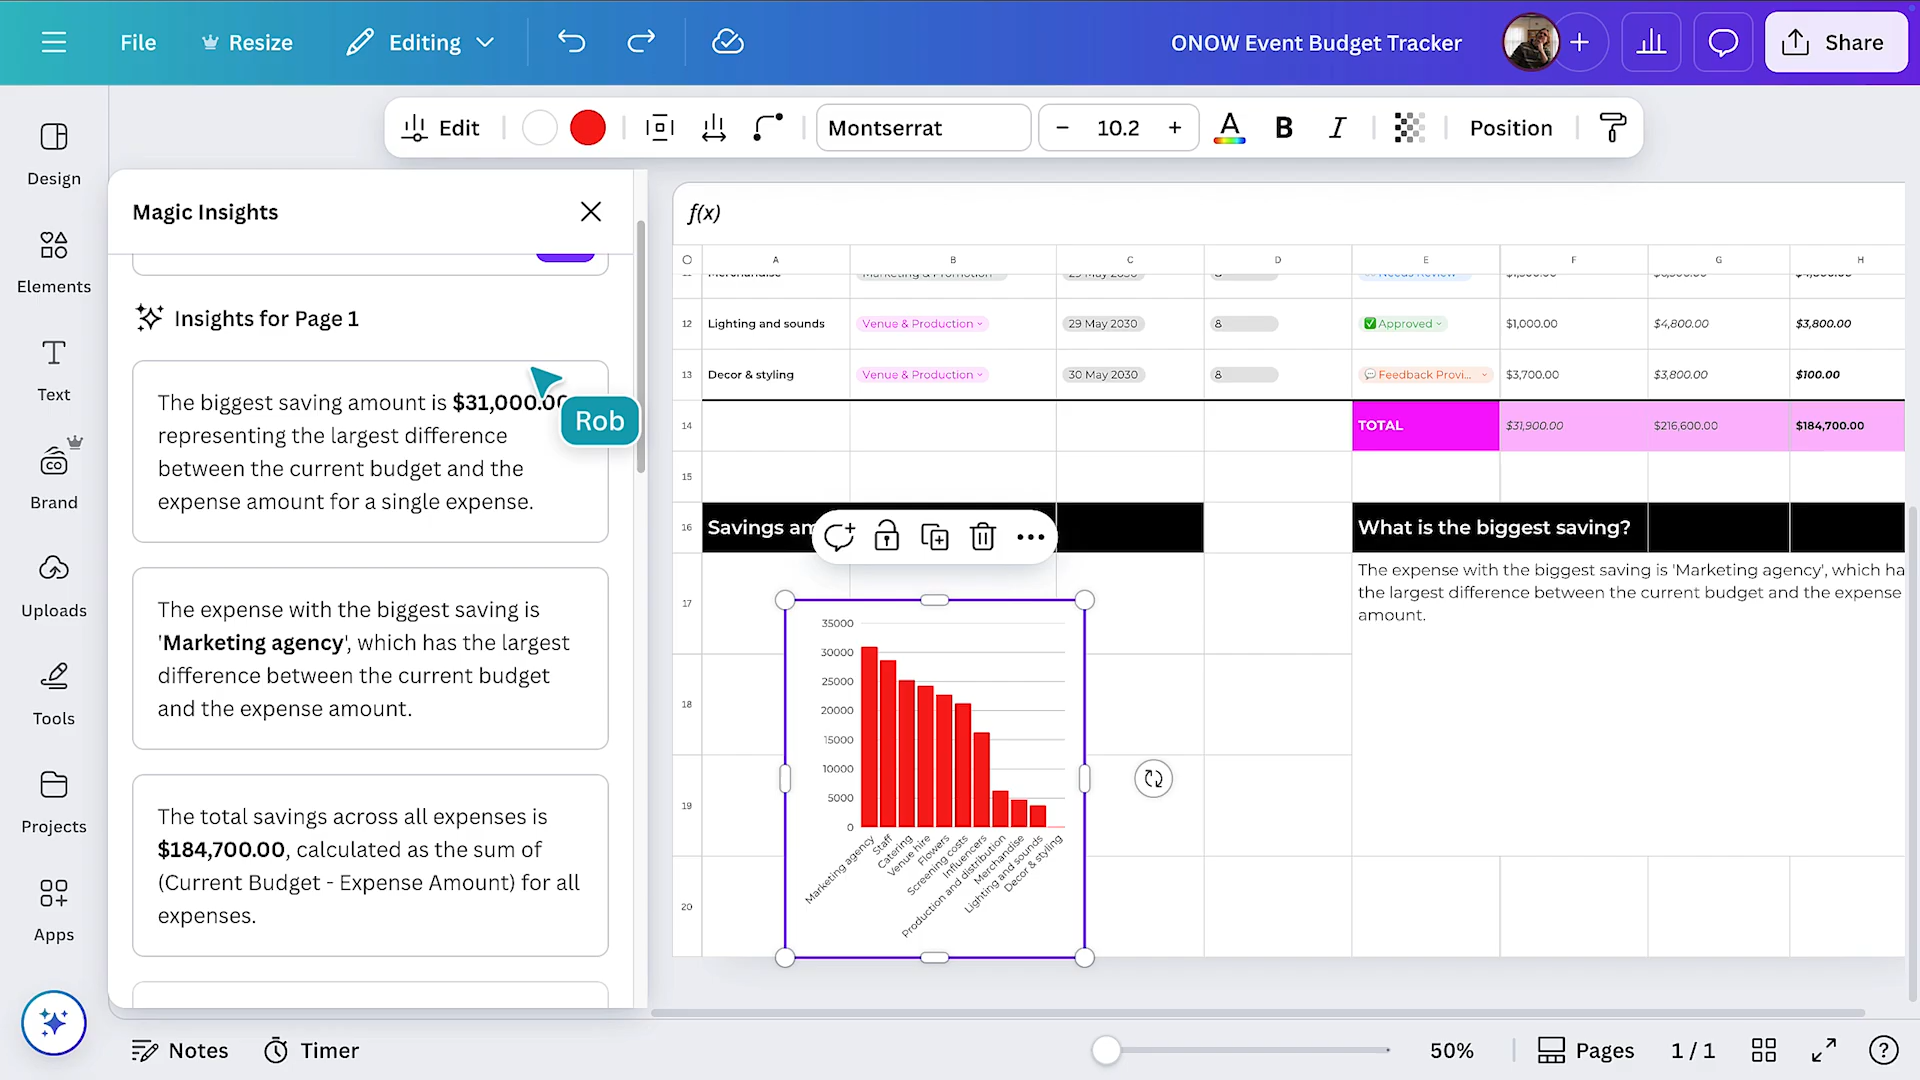 File
Resize
Editing
ONOW Event Budget Tracker
Share
Edit
Montserrat
− 10.2 +
A
B
I
Position
Design
Elements
Text
Brand
Uploads
Tools
Projects
Apps
Magic Insights
Insights for Page 1
The biggest saving amount is $31,000.00
representing the largest difference
between the current budget and the
expense amount for a single expense.
Rob
The expense with the biggest saving is
'Marketing agency', which has the largest
difference between the current budget
and the expense amount.
The total savings across all expenses is
$184,700.00, calculated as the sum of
(Current Budget - Expense Amount) for all
expenses.
f(x)
A B C D E F G H
12 Lighting and sounds Venue & Production 29 May 2030 8 Approved $1,000.00 $4,800.00 $3,800.00
13 Decor & styling Venue & Production 30 May 2030 8 Feedback Provi... $3,700.00 $3,800.00 $100.00
14 TOTAL $31,900.00 $216,600.00 $184,700.00
15
16 Savings am What is the biggest saving?
17 The expense with the biggest saving is 'Marketing agency', which ha
the largest difference between the current budget and the expense
amount.
18
19
20
35000
30000
25000
20000
15000
10000
5000
0
Marketing agency
Staff
Catering
Venue hire
Flowers
Screening costs
Influencers
Production and distribution
Merchandise
Lighting and sounds
Decor & styling
Notes
Timer
50%
Pages
1 / 1
?